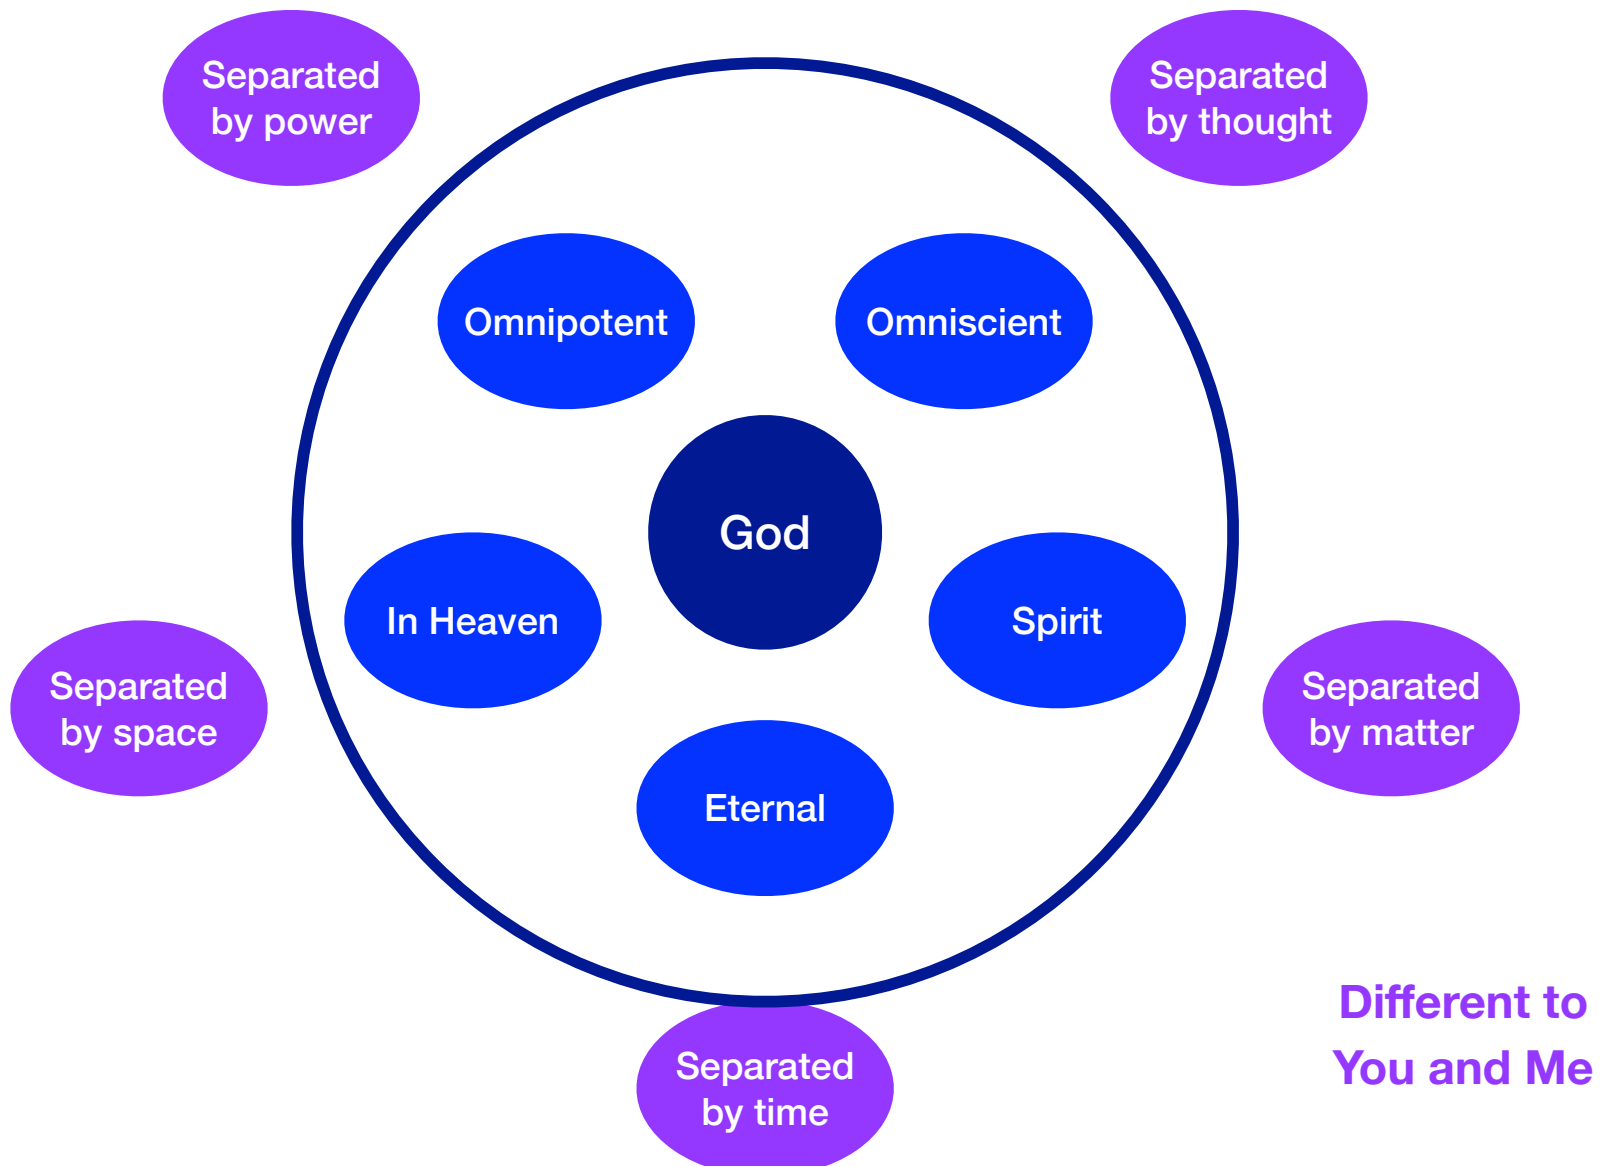 Separated
by power
Separated
by thought
Omnipotent
Omniscient
God
In Heaven
Spirit
Separated
by space
Separated
by matter
Eternal
Different to
You and Me
Separated
by time